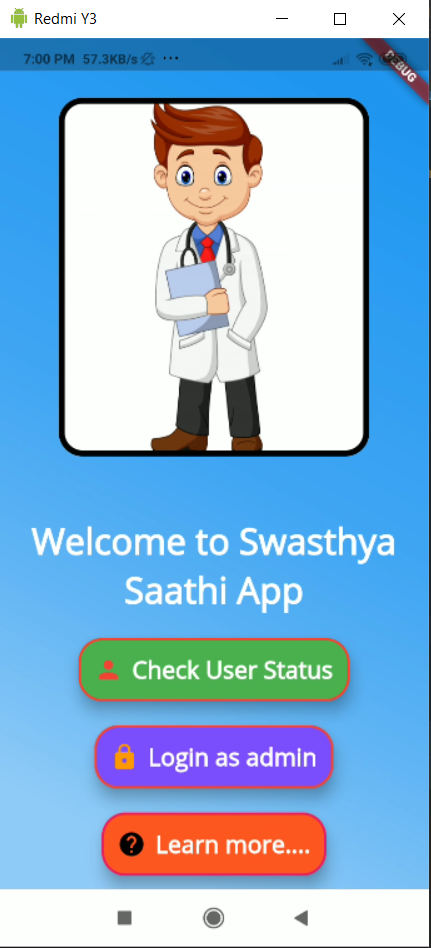 Redmi Y3
7:00 PM 57.3KB/s ...
DEBUG
Welcome to Swasthya
Saathi App
Check User Status
Login as admin
Learn more....